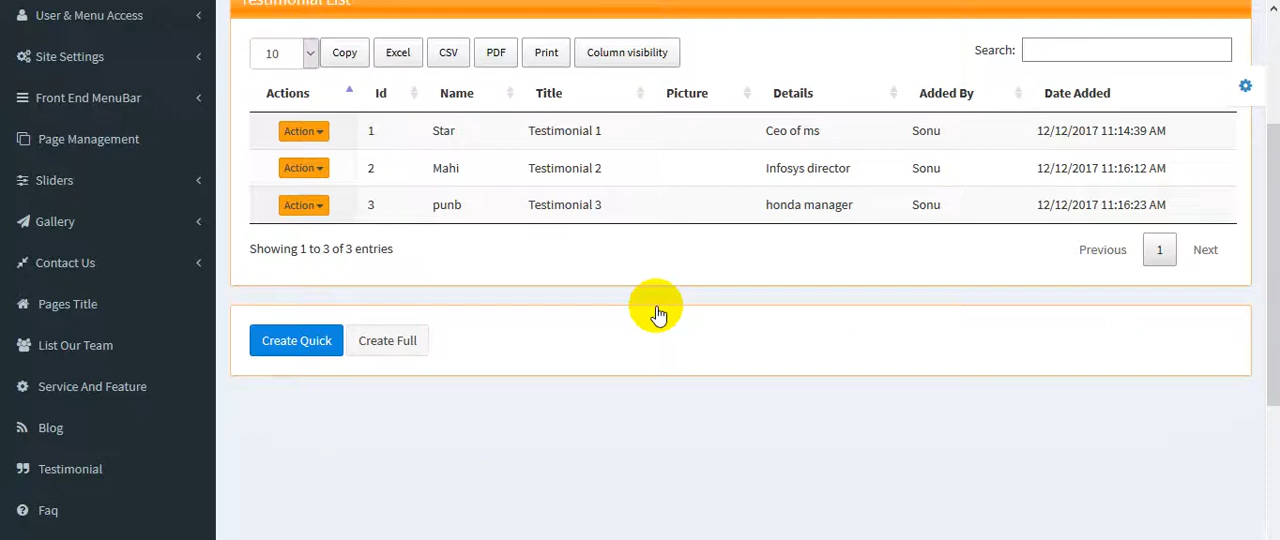 User & Menu Access
Site Settings
Front End MenuBar
Page Management
Sliders
Gallery
Contact Us
Pages Title
List Our Team
Service And Feature
Blog
Testimonial
Faq
Testimonial List
10 Copy Excel CSV PDF Print Column visibility Search:
Actions Id Name Title Picture Details Added By Date Added
Action 1 Star Testimonial 1 Ceo of ms Sonu 12/12/2017 11:14:39 AM
Action 2 Mahi Testimonial 2 Infosys director Sonu 12/12/2017 11:16:12 AM
Action 3 punb Testimonial 3 honda manager Sonu 12/12/2017 11:16:23 AM
Showing 1 to 3 of 3 entries Previous 1 Next
Create Quick Create Full